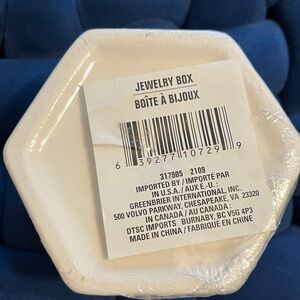 JEWELRY BOX
BOÎTE À BIJOUX
6 39277 10729 9
317905 2109
IMPORTED BY / IMPORTÉ PAR
IN U.S.A. / AUX É.-U. :
GREENBRIER INTERNATIONAL, INC.
500 VOLVO PARKWAY, CHESAPEAKE, VA 23320
IN CANADA / AU CANADA :
DTSC IMPORTS BURNABY, BC V5G 4P3
MADE IN CHINA / FABRIQUÉ EN CHINE